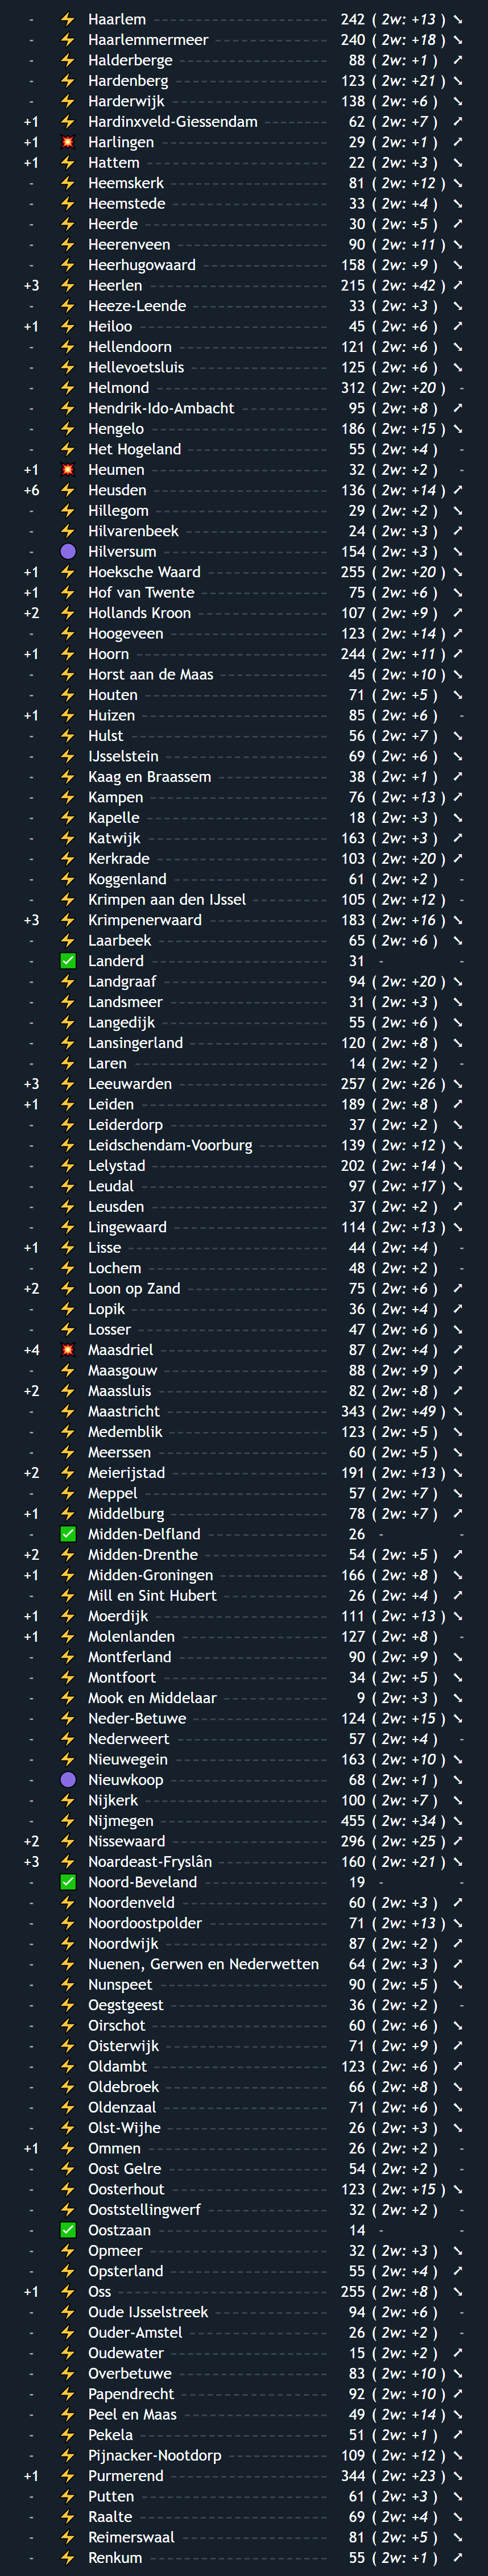 - ⚡ Haarlem 242 ( 2w: +13 ) ➘
- ⚡ Haarlemmermeer 240 ( 2w: +18 ) ➘
- ⚡ Halderberge 88 ( 2w: +1 ) ➚
- ⚡ Hardenberg 123 ( 2w: +21 ) ➘
- ⚡ Harderwijk 138 ( 2w: +6 ) ➘
+1 ⚡ Hardinxveld-Giessendam 62 ( 2w: +7 ) ➚
+1 💥 Harlingen 29 ( 2w: +1 ) ➚
+1 ⚡ Hattem 22 ( 2w: +3 ) ➘
- ⚡ Heemskerk 81 ( 2w: +12 ) ➘
- ⚡ Heemstede 33 ( 2w: +4 ) ➘
- ⚡ Heerde 30 ( 2w: +5 ) ➚
- ⚡ Heerenveen 90 ( 2w: +11 ) ➘
- ⚡ Heerhugowaard 158 ( 2w: +9 ) ➘
+3 ⚡ Heerlen 215 ( 2w: +42 ) ➚
- ⚡ Heeze-Leende 33 ( 2w: +3 ) ➘
+1 ⚡ Heiloo 45 ( 2w: +6 ) ➚
- ⚡ Hellendoorn 121 ( 2w: +6 ) ➘
- ⚡ Hellevoetsluis 125 ( 2w: +6 ) ➘
- ⚡ Helmond 312 ( 2w: +20 ) -
- ⚡ Hendrik-Ido-Ambacht 95 ( 2w: +8 ) ➚
- ⚡ Hengelo 186 ( 2w: +15 ) ➘
- ⚡ Het Hogeland 55 ( 2w: +4 ) -
+1 💥 Heumen 32 ( 2w: +2 ) -
+6 ⚡ Heusden 136 ( 2w: +14 ) ➚
- ⚡ Hillegom 29 ( 2w: +2 ) ➘
- ⚡ Hilvarenbeek 24 ( 2w: +3 ) ➚
- 🟣 Hilversum 154 ( 2w: +3 ) ➘
+1 ⚡ Hoeksche Waard 255 ( 2w: +20 ) ➘
+1 ⚡ Hof van Twente 75 ( 2w: +6 ) ➘
+2 ⚡ Hollands Kroon 107 ( 2w: +9 ) ➚
- ⚡ Hoogeveen 123 ( 2w: +14 ) ➚
+1 ⚡ Hoorn 244 ( 2w: +11 ) ➚
- ⚡ Horst aan de Maas 45 ( 2w: +10 ) ➘
- ⚡ Houten 71 ( 2w: +5 ) ➘
+1 ⚡ Huizen 85 ( 2w: +6 ) -
- ⚡ Hulst 56 ( 2w: +7 ) ➘
- ⚡ IJsselstein 69 ( 2w: +6 ) ➘
- ⚡ Kaag en Braassem 38 ( 2w: +1 ) ➚
- ⚡ Kampen 76 ( 2w: +13 ) ➚
- ⚡ Kapelle 18 ( 2w: +3 ) ➘
- ⚡ Katwijk 163 ( 2w: +3 ) ➚
- ⚡ Kerkrade 103 ( 2w: +20 ) ➚
- ⚡ Koggenland 61 ( 2w: +2 ) -
- ⚡ Krimpen aan den IJssel 105 ( 2w: +12 ) -
+3 ⚡ Krimpenerwaard 183 ( 2w: +16 ) ➘
- ⚡ Laarbeek 65 ( 2w: +6 ) ➘
- ✅ Landerd 31 - -
- ⚡ Landgraaf 94 ( 2w: +20 ) ➘
- ⚡ Landsmeer 31 ( 2w: +3 ) ➘
- ⚡ Langedijk 55 ( 2w: +6 ) ➘
- ⚡ Lansingerland 120 ( 2w: +8 ) ➘
- ⚡ Laren 14 ( 2w: +2 ) -
+3 ⚡ Leeuwarden 257 ( 2w: +26 ) ➘
+1 ⚡ Leiden 189 ( 2w: +8 ) ➚
- ⚡ Leiderdorp 37 ( 2w: +2 ) ➘
- ⚡ Leidschendam-Voorburg 139 ( 2w: +12 ) ➘
- ⚡ Lelystad 202 ( 2w: +14 ) ➘
- ⚡ Leudal 97 ( 2w: +17 ) ➘
- ⚡ Leusden 37 ( 2w: +2 ) ➚
- ⚡ Lingewaard 114 ( 2w: +13 ) ➘
+1 ⚡ Lisse 44 ( 2w: +4 ) -
- ⚡ Lochem 48 ( 2w: +2 ) -
+2 ⚡ Loon op Zand 75 ( 2w: +6 ) ➚
- ⚡ Lopik 36 ( 2w: +4 ) ➚
- ⚡ Losser 47 ( 2w: +6 ) ➘
+4 💥 Maasdriel 87 ( 2w: +4 ) ➚
- ⚡ Maasgouw 88 ( 2w: +9 ) ➚
+2 ⚡ Maassluis 82 ( 2w: +8 ) ➚
- ⚡ Maastricht 343 ( 2w: +49 ) ➘
- ⚡ Medemblik 123 ( 2w: +5 ) ➘
- ⚡ Meerssen 60 ( 2w: +5 ) ➘
+2 ⚡ Meierijstad 191 ( 2w: +13 ) ➘
- ⚡ Meppel 57 ( 2w: +7 ) ➘
+1 ⚡ Middelburg 78 ( 2w: +7 ) ➚
- ✅ Midden-Delfland 26 - -
+2 ⚡ Midden-Drenthe 54 ( 2w: +5 ) ➚
+1 ⚡ Midden-Groningen 166 ( 2w: +8 ) ➘
- ⚡ Mill en Sint Hubert 26 ( 2w: +4 ) ➚
+1 ⚡ Moerdijk 111 ( 2w: +13 ) ➘
+1 ⚡ Molenlanden 127 ( 2w: +8 ) -
- ⚡ Montferland 90 ( 2w: +9 ) ➘
- ⚡ Montfoort 34 ( 2w: +5 ) ➘
- ⚡ Mook en Middelaar 9 ( 2w: +3 ) ➘
- ⚡ Neder-Betuwe 124 ( 2w: +15 ) ➘
- ⚡ Nederweert 57 ( 2w: +4 ) -
- ⚡ Nieuwegein 163 ( 2w: +10 ) ➘
- 🟣 Nieuwkoop 68 ( 2w: +1 ) ➘
- ⚡ Nijkerk 100 ( 2w: +7 ) ➘
- ⚡ Nijmegen 455 ( 2w: +34 ) ➘
+2 ⚡ Nissewaard 296 ( 2w: +25 ) ➚
+3 ⚡ Noardeast-Fryslân 160 ( 2w: +21 ) ➘
- ✅ Noord-Beveland 19 - -
- ⚡ Noordenveld 60 ( 2w: +3 ) ➚
- ⚡ Noordoostpolder 71 ( 2w: +13 ) ➘
- ⚡ Noordwijk 87 ( 2w: +2 ) ➚
- ⚡ Nuenen, Gerwen en Nederwetten 64 ( 2w: +3 ) ➚
- ⚡ Nunspeet 90 ( 2w: +5 ) ➘
- ⚡ Oegstgeest 36 ( 2w: +2 ) -
- ⚡ Oirschot 60 ( 2w: +6 ) ➘
- ⚡ Oisterwijk 71 ( 2w: +9 ) ➚
- ⚡ Oldambt 123 ( 2w: +6 ) ➚
- ⚡ Oldebroek 66 ( 2w: +8 ) ➘
- ⚡ Oldenzaal 71 ( 2w: +6 ) ➘
- ⚡ Olst-Wijhe 26 ( 2w: +3 ) ➘
+1 ⚡ Ommen 26 ( 2w: +2 ) -
- ⚡ Oost Gelre 54 ( 2w: +2 ) -
- ⚡ Oosterhout 123 ( 2w: +15 ) ➘
- ⚡ Ooststellingwerf 32 ( 2w: +2 ) -
- ✅ Oostzaan 14 - -
- ⚡ Opmeer 32 ( 2w: +3 ) ➘
- ⚡ Opsterland 55 ( 2w: +4 ) ➚
+1 ⚡ Oss 255 ( 2w: +8 ) ➘
- ⚡ Oude IJsselstreek 94 ( 2w: +6 ) -
- ⚡ Ouder-Amstel 26 ( 2w: +2 ) -
- ⚡ Oudewater 15 ( 2w: +2 ) ➚
- ⚡ Overbetuwe 83 ( 2w: +10 ) ➘
- ⚡ Papendrecht 92 ( 2w: +10 ) ➚
- ⚡ Peel en Maas 49 ( 2w: +14 ) ➘
- ⚡ Pekela 51 ( 2w: +1 ) ➚
- ⚡ Pijnacker-Nootdorp 109 ( 2w: +12 ) ➘
+1 ⚡ Purmerend 344 ( 2w: +23 ) ➘
- ⚡ Putten 61 ( 2w: +3 ) ➘
- ⚡ Raalte 69 ( 2w: +4 ) ➘
- ⚡ Reimerswaal 81 ( 2w: +5 ) ➘
- ⚡ Renkum 55 ( 2w: +1 ) ➚